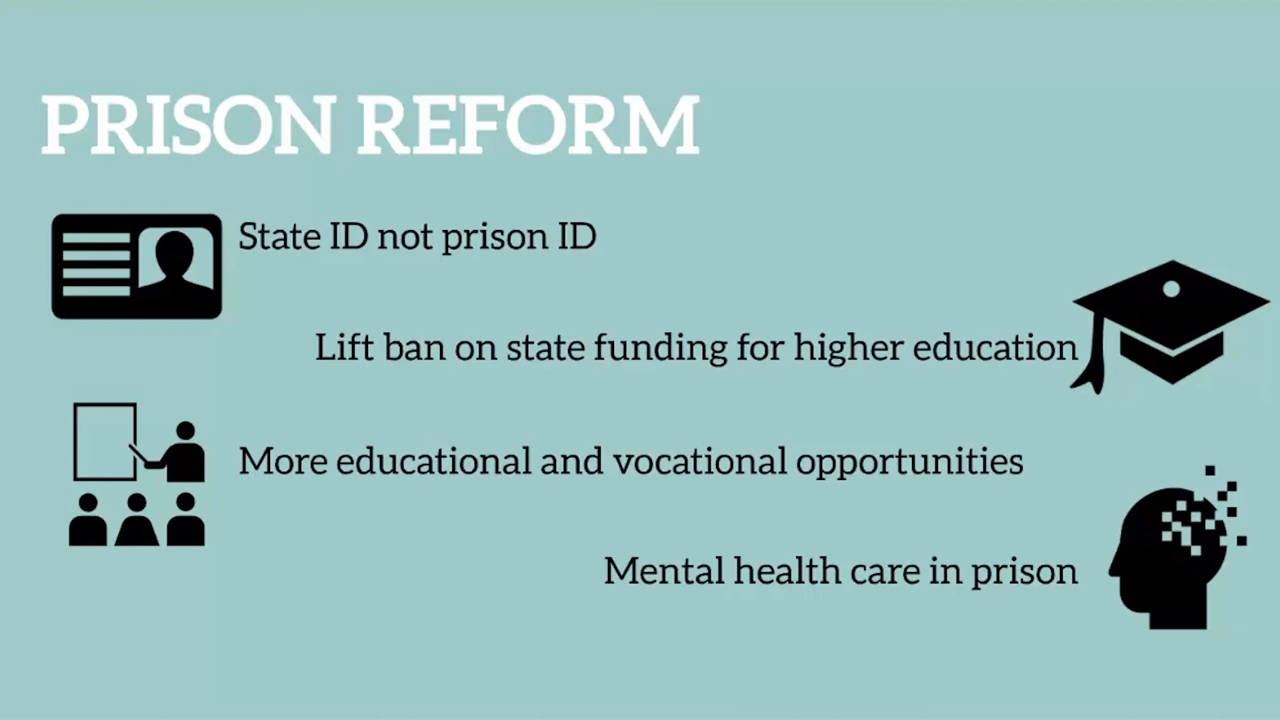 PRISON REFORM
State ID not prison ID
Lift ban on state funding for higher education
More educational and vocational opportunities
Mental health care in prison